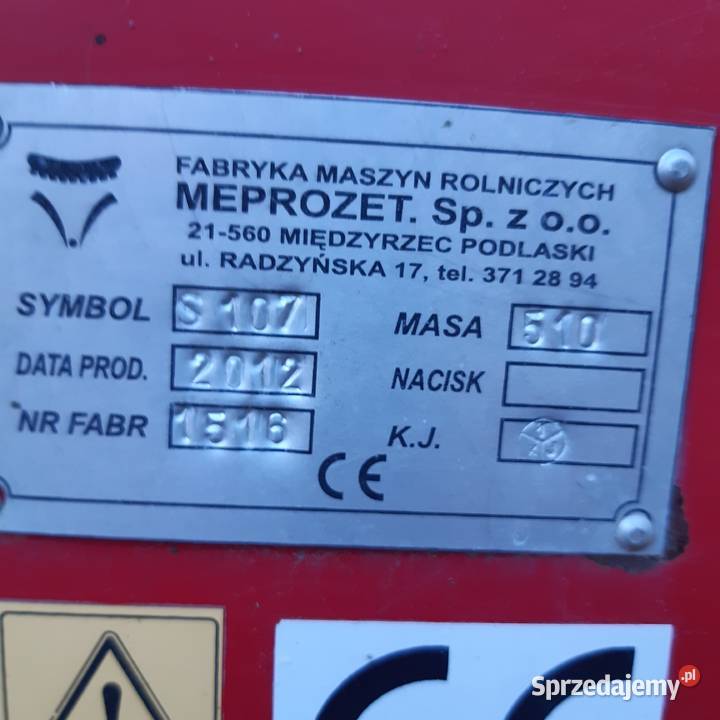 FABRYKA MASZYN ROLNICZYCH
MEPROZET. Sp. z o.o.
21-560 MIĘDZYRZEC PODLASKI
ul. RADZYŃSKA 17, tel. 371 28 94
SYMBOL S 107 MASA 510
DATA PROD. 2012 NACISK
NR FABR 1516 K.J.
CE
CE
Sprzedajemy.pl